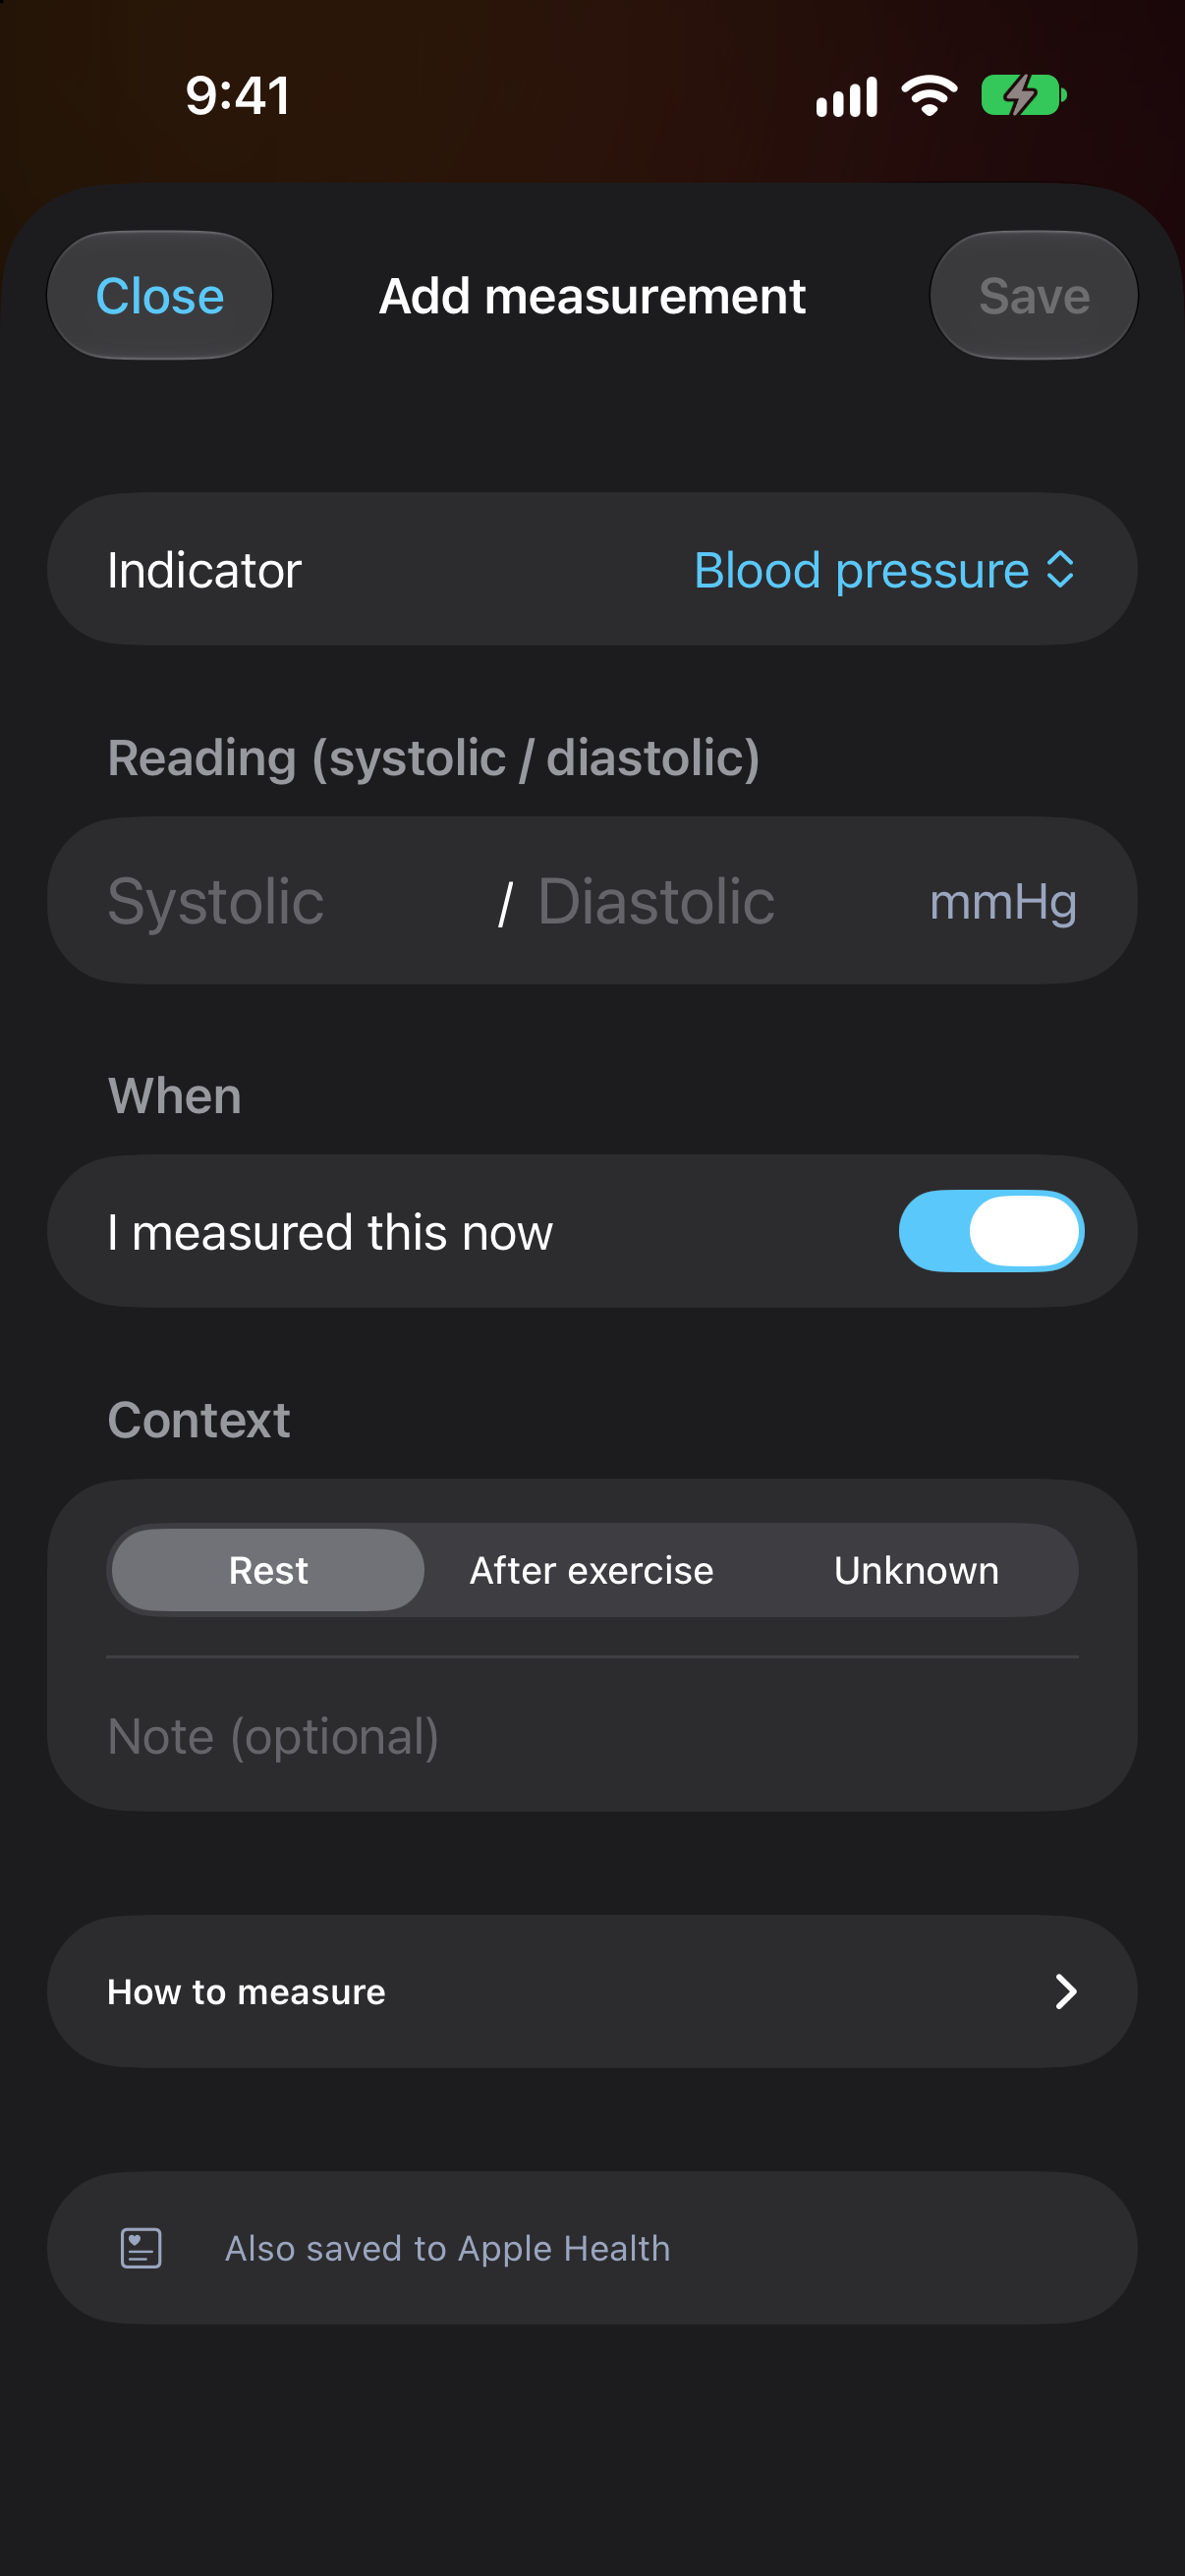 9:41
Close
Add measurement
Save
Indicator
Blood pressure
Reading (systolic / diastolic)
Systolic / Diastolic mmHg
When
I measured this now
Context
Rest
After exercise
Unknown
Note (optional)
How to measure
Also saved to Apple Health